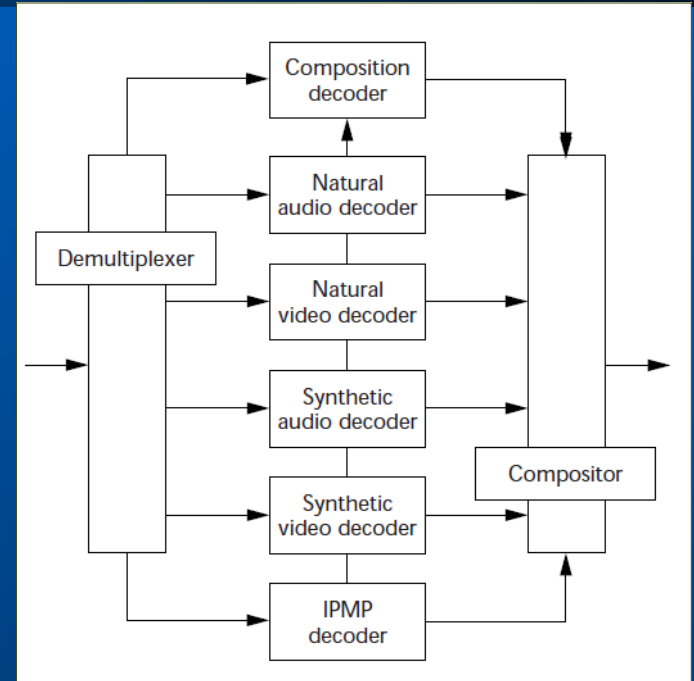 Composition
decoder
Natural
audio decoder
Demultiplexer
Natural
video decoder
Synthetic
audio decoder
Compositor
Synthetic
video decoder
IPMP
decoder